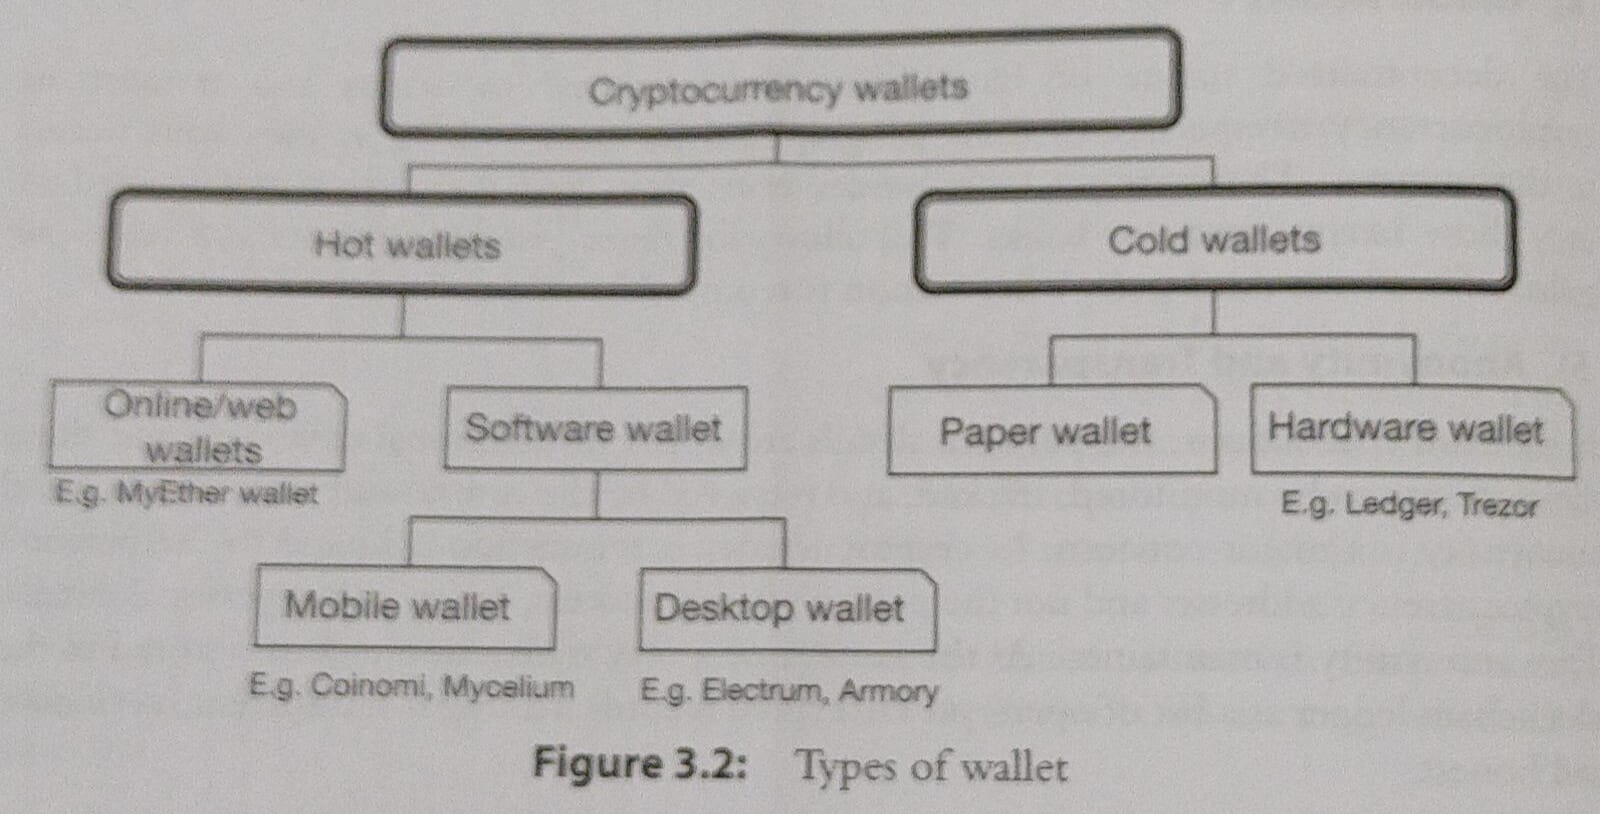 Cryptocurrency wallets
Hot wallets
Cold wallets
Online/web
wallets
E.g. MyEther wallet
Software wallet
Paper wallet
Hardware wallet
E.g. Ledger, Trezor
Mobile wallet
E.g. Coinomi, Mycelium
Desktop wallet
E.g. Electrum, Armory
Figure 3.2: Types of wallet